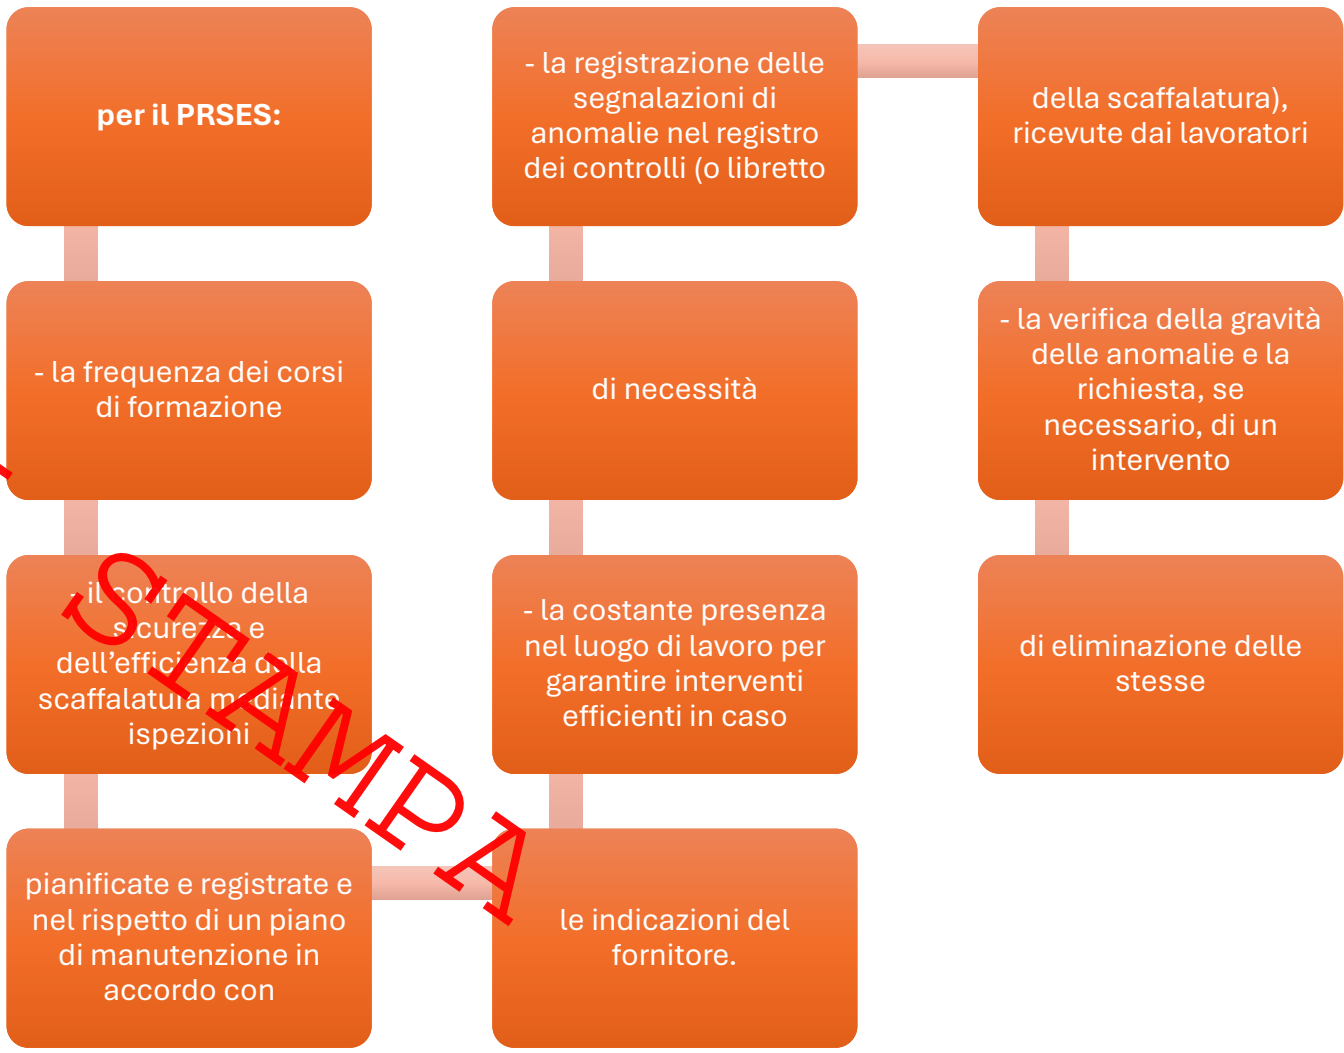 per il PRSES:
- la frequenza dei corsi
di formazione
- il controllo della
sicurezza e
dell'efficienza della
scaffalatura mediante
ispezioni
pianificate e registrate e
nel rispetto di un piano
di manutenzione in
accordo con
le indicazioni del
fornitore.
- la costante presenza
nel luogo di lavoro per
garantire interventi
efficienti in caso
di necessità
- la registrazione delle
segnalazioni di
anomalie nel registro
dei controlli (o libretto
della scaffalatura),
ricevute dai lavoratori
- la verifica della gravità
delle anomalie e la
richiesta, se
necessario, di un
intervento
di eliminazione delle
stesse
STAMPA